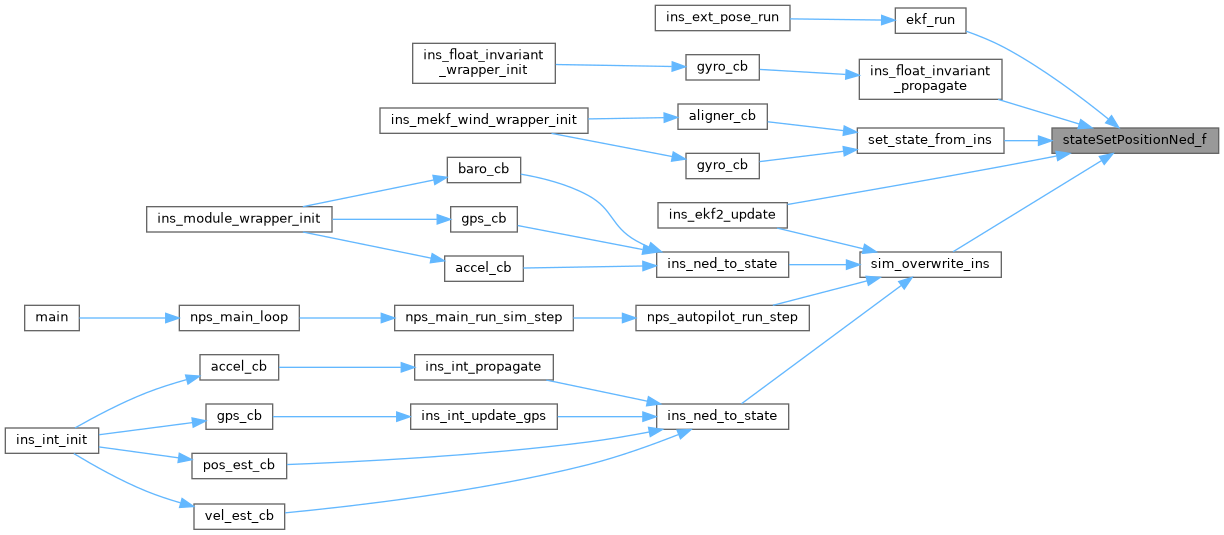 ins_ext_pose_run
ekf_run
ins_float_invariant
_wrapper_init
gyro_cb
ins_float_invariant
_propagate
ins_mekf_wind_wrapper_init
aligner_cb
set_state_from_ins
stateSetPositionNed_f
gyro_cb
baro_cb
ins_module_wrapper_init
gps_cb
ins_ekf2_update
accel_cb
ins_ned_to_state
sim_overwrite_ins
main
nps_main_loop
nps_main_run_sim_step
nps_autopilot_run_step
accel_cb
ins_int_propagate
gps_cb
ins_int_update_gps
ins_ned_to_state
ins_int_init
pos_est_cb
vel_est_cb